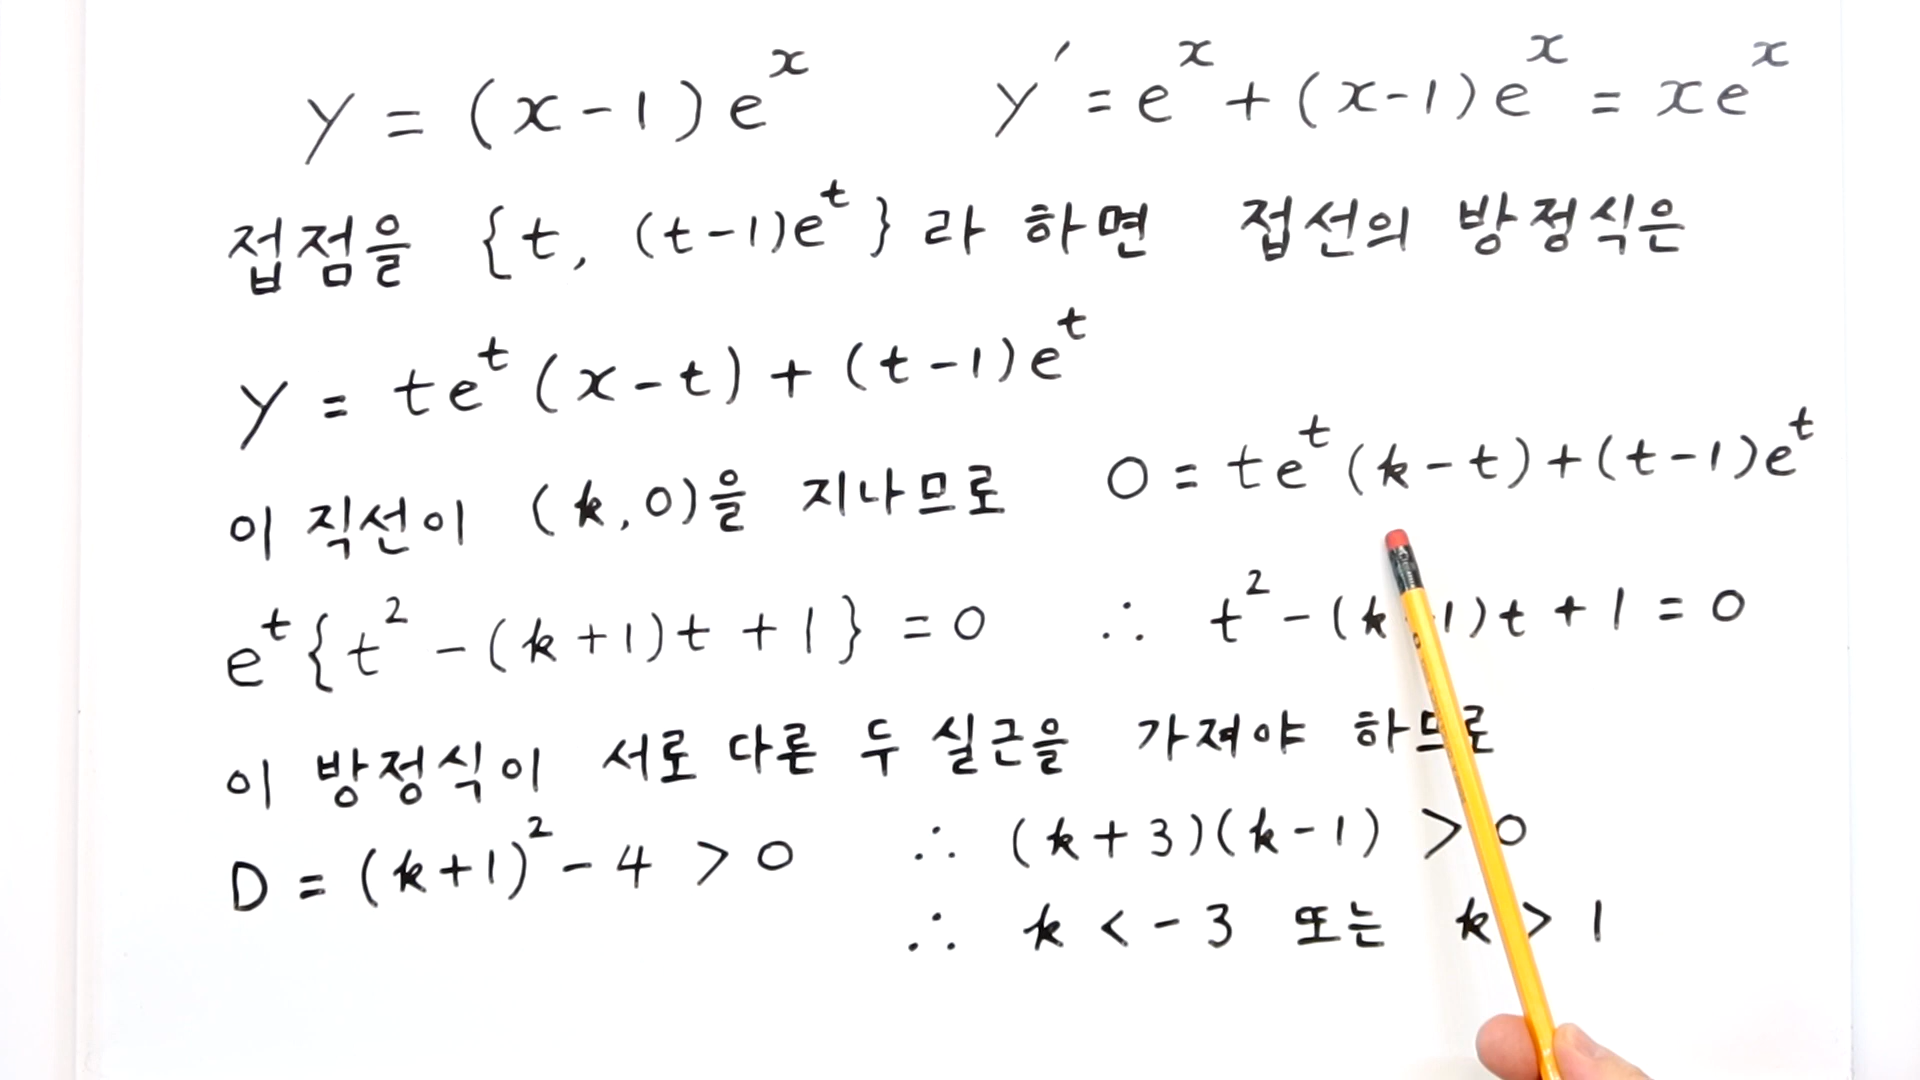 y = (x-1)e^x    y' = e^x + (x-1)e^x = xe^x
접점을 {t, (t-1)e^t}라 하면 접선의 방정식은
y = te^t(x-t)+(t-1)e^t
이 직선이 (k,0)을 지나므로 0 = te^t(k-t)+(t-1)e^t
e^t{t²-(k+1)t+1} = 0 ∴ t²-(k 1)t+1=0
이 방정식이 서로 다른 두 실근을 가져야 하므로
D = (k+1)²-4 > 0 ∴ (k+3)(k-1) > 0
∴ k < -3 또는 k > 1